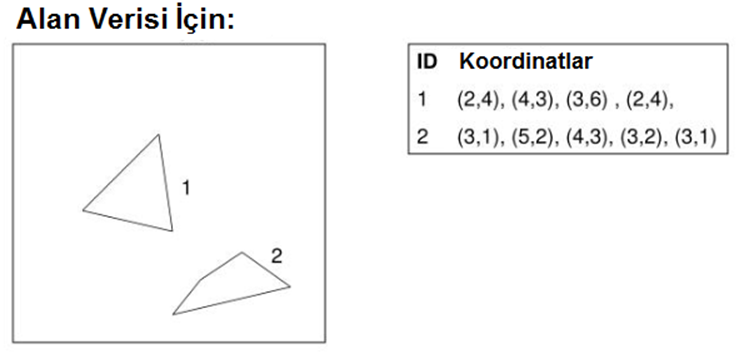 Alan Verisi İçin:
ID Koordinatlar
1 (2,4), (4,3), (3,6) , (2,4),
2 (3,1), (5,2), (4,3), (3,2), (3,1)
1
2